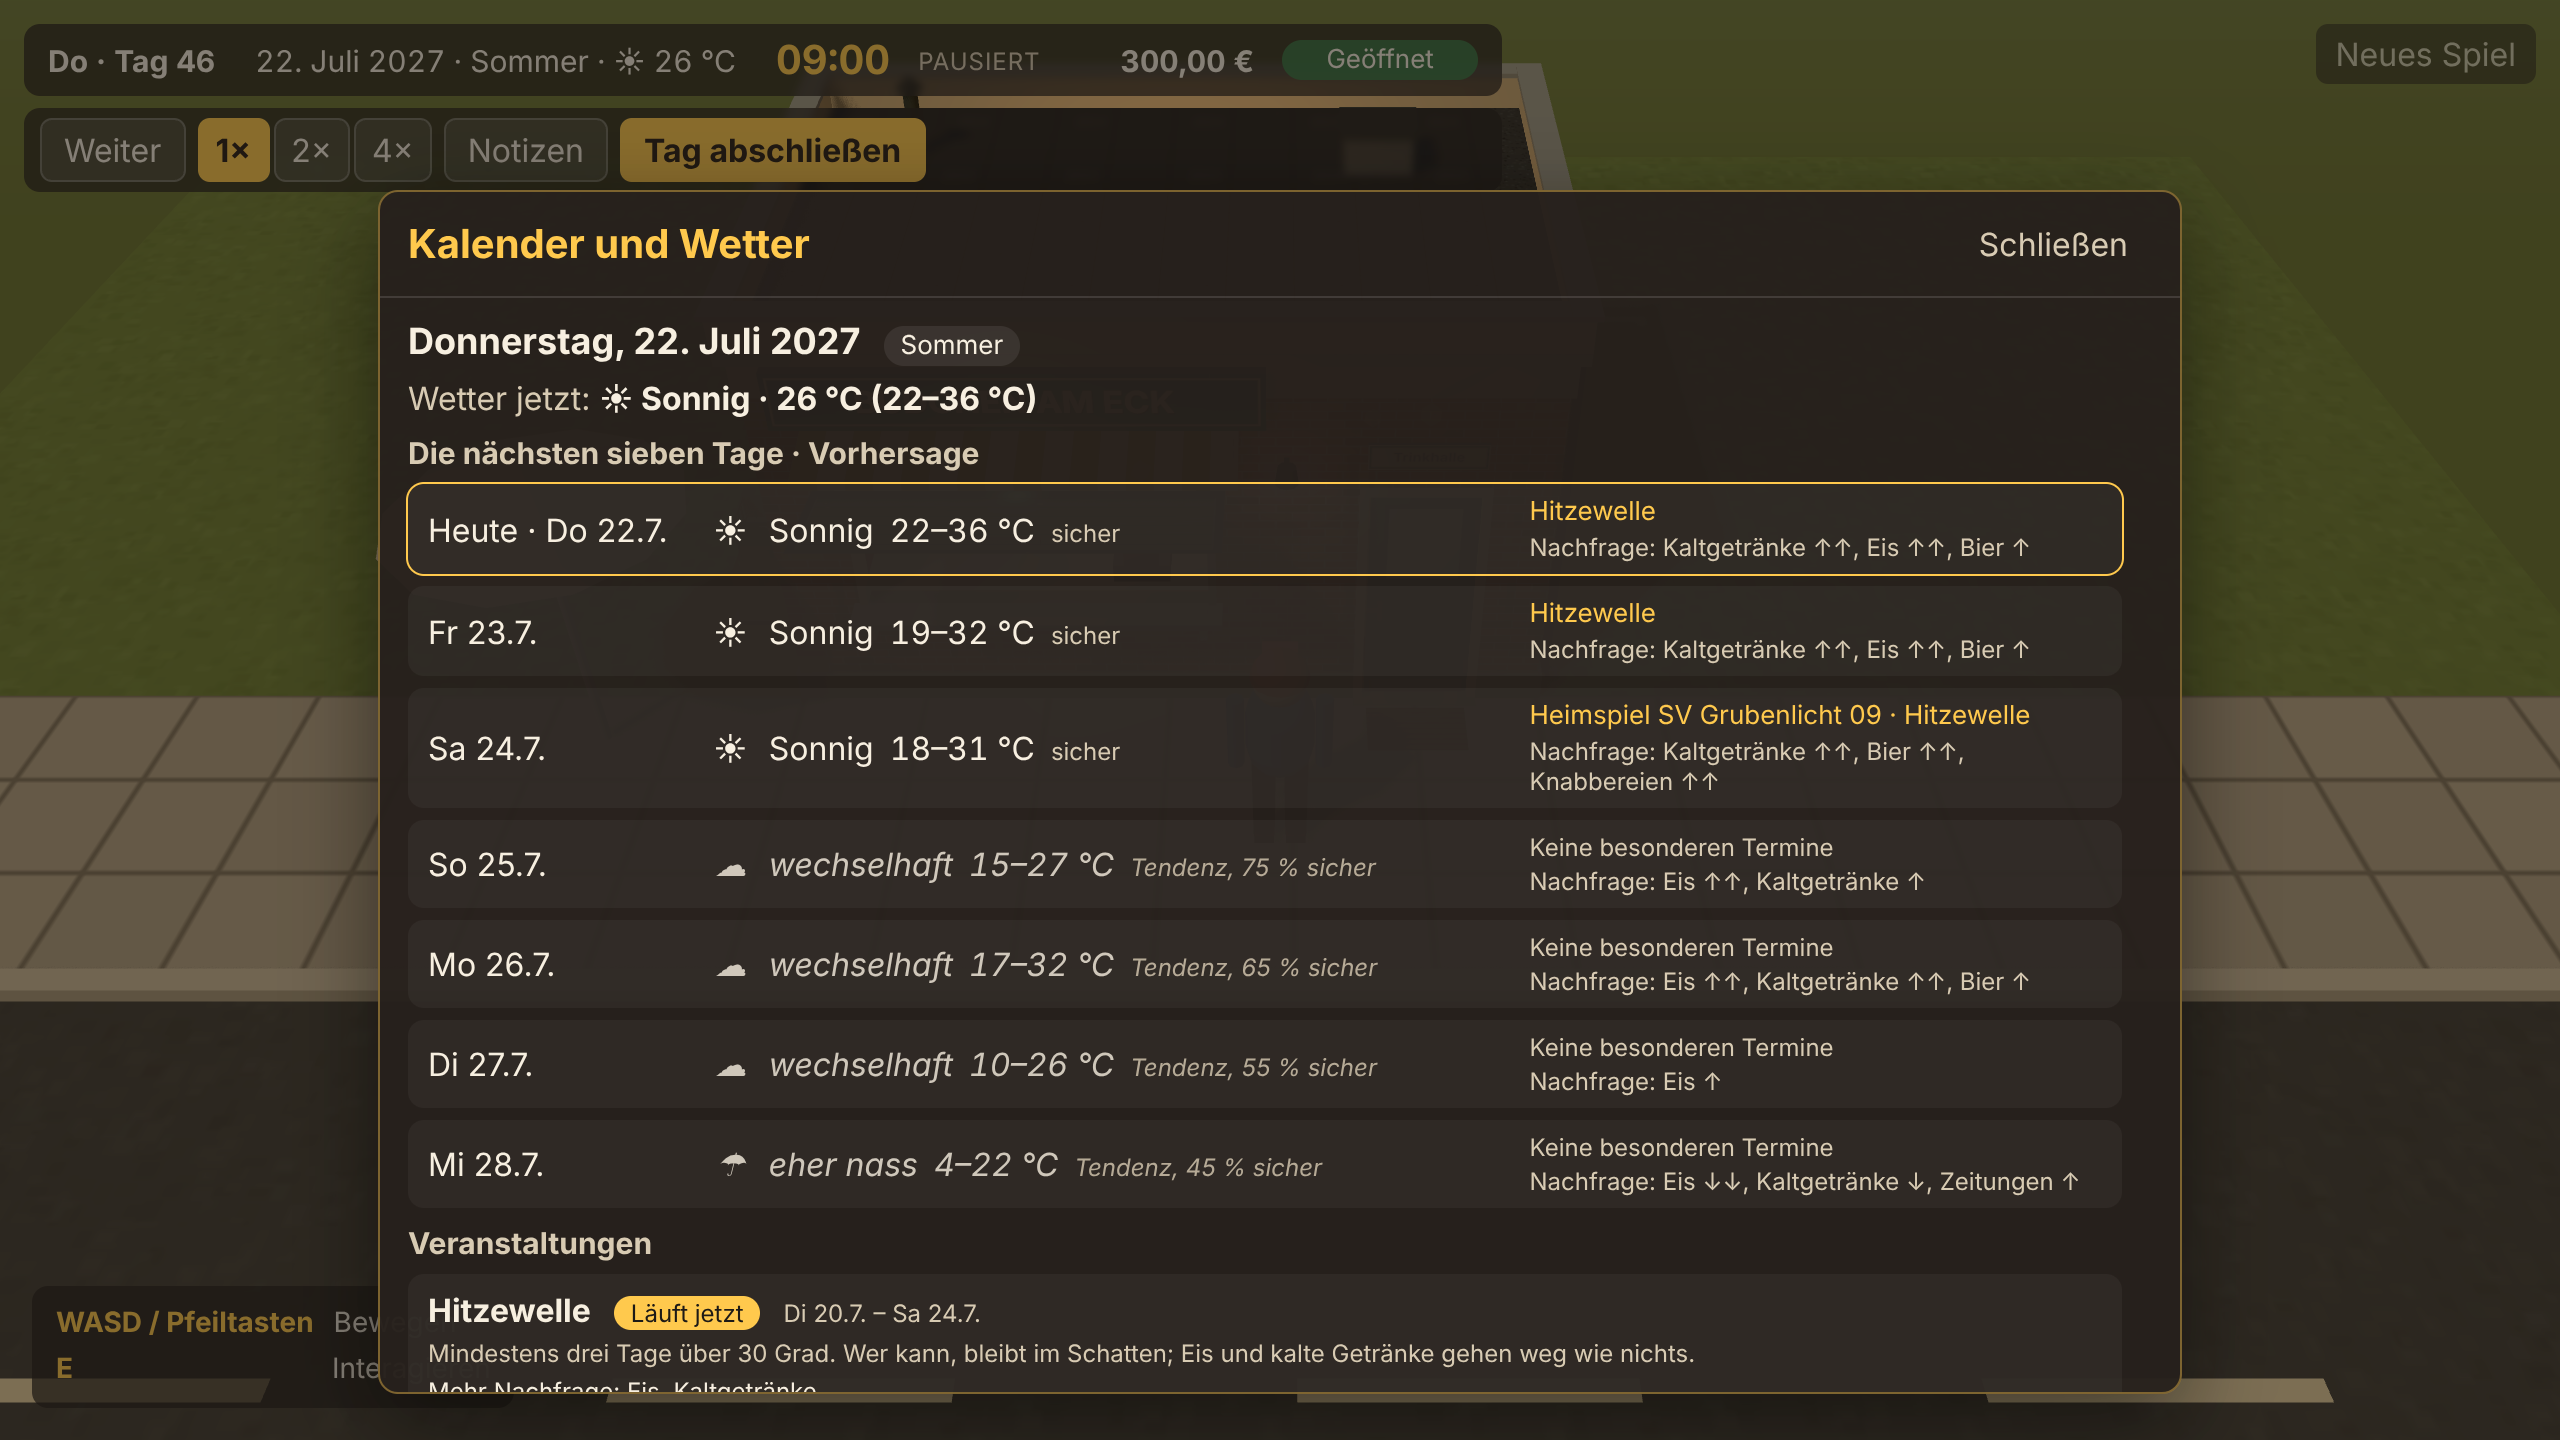 Do · Tag 46 22. Juli 2027 · Sommer · ☀ 26 °C 09:00 PAUSIERT 300,00 € Geöffnet
Neues Spiel
Weiter 1× 2× 4× Notizen Tag abschließen
Kalender und Wetter
Schließen
Donnerstag, 22. Juli 2027 Sommer
Wetter jetzt: ☀ Sonnig · 26 °C (22–36 °C)
Die nächsten sieben Tage · Vorhersage
Heute · Do 22.7. ☀ Sonnig 22–36 °C sicher
Hitzewelle
Nachfrage: Kaltgetränke ↑↑, Eis ↑↑, Bier ↑
Fr 23.7. ☀ Sonnig 19–32 °C sicher
Hitzewelle
Nachfrage: Kaltgetränke ↑↑, Eis ↑↑, Bier ↑
Sa 24.7. ☀ Sonnig 18–31 °C sicher
Heimspiel SV Grubenlicht 09 · Hitzewelle
Nachfrage: Kaltgetränke ↑↑, Bier ↑↑,
Knabbereien ↑↑
So 25.7. ☁ wechselhaft 15–27 °C Tendenz, 75 % sicher
Keine besonderen Termine
Nachfrage: Eis ↑↑, Kaltgetränke ↑
Mo 26.7. ☁ wechselhaft 17–32 °C Tendenz, 65 % sicher
Keine besonderen Termine
Nachfrage: Eis ↑↑, Kaltgetränke ↑↑, Bier ↑
Di 27.7. ☁ wechselhaft 10–26 °C Tendenz, 55 % sicher
Keine besonderen Termine
Nachfrage: Eis ↑
Mi 28.7. ☂ eher nass 4–22 °C Tendenz, 45 % sicher
Keine besonderen Termine
Nachfrage: Eis ↓↓, Kaltgetränke ↓, Zeitungen ↑
Veranstaltungen
Hitzewelle Läuft jetzt Di 20.7. – Sa 24.7.
Mindestens drei Tage über 30 Grad. Wer kann, bleibt im Schatten; Eis und kalte Getränke gehen weg wie nichts.
Mehr Nachfrage: Eis, Kaltgetränke
WASD / Pfeiltasten Bewegen
E Interagieren
AM ECK